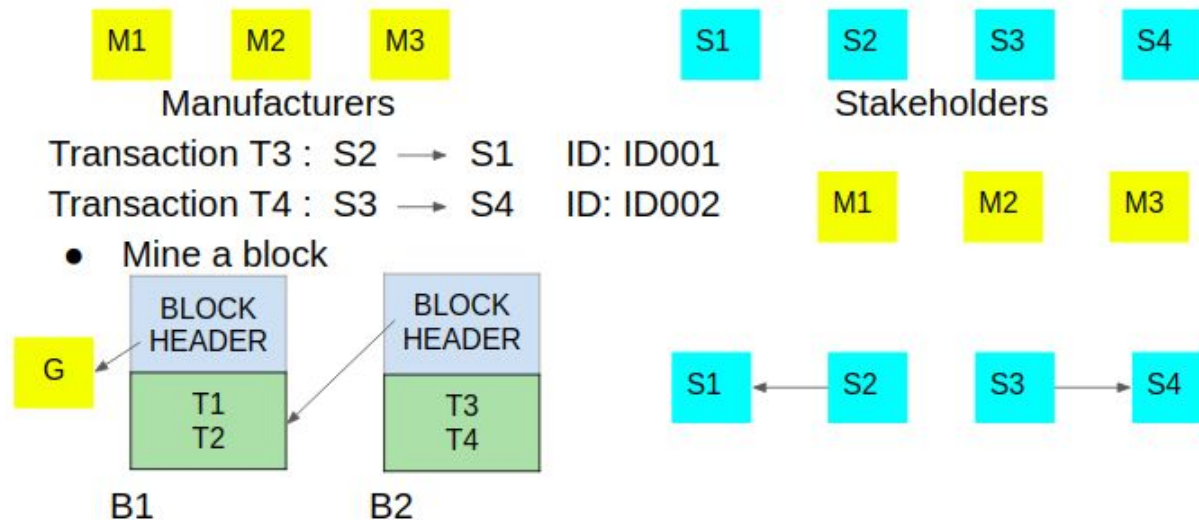 M1 M2 M3
Manufacturers
S1 S2 S3 S4
Stakeholders
Transaction T3 : S2 → S1 ID: ID001
Transaction T4 : S3 → S4 ID: ID002
M1 M2 M3
● Mine a block
G
BLOCK
HEADER
T1
T2
B1
BLOCK
HEADER
T3
T4
B2
S1 S2 S3 S4